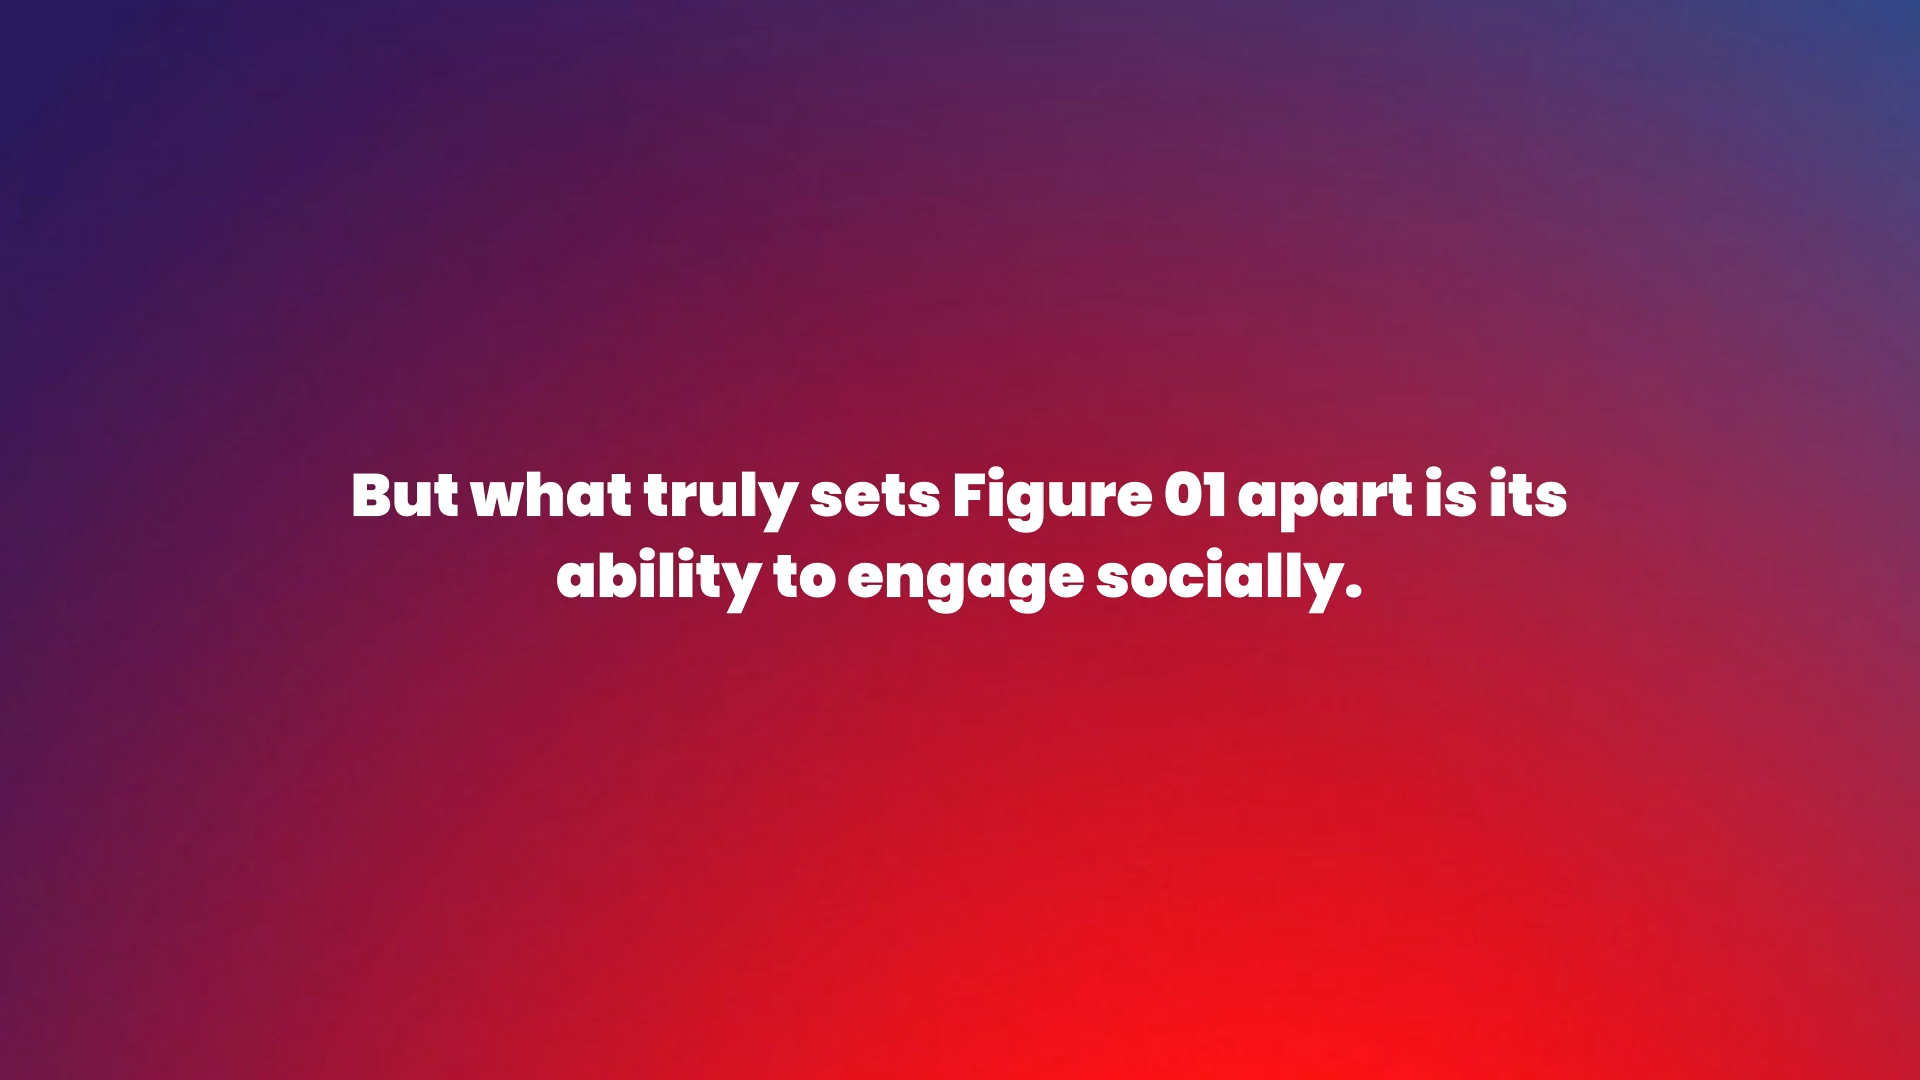 But what truly sets Figure 01 apart is its
ability to engage socially.